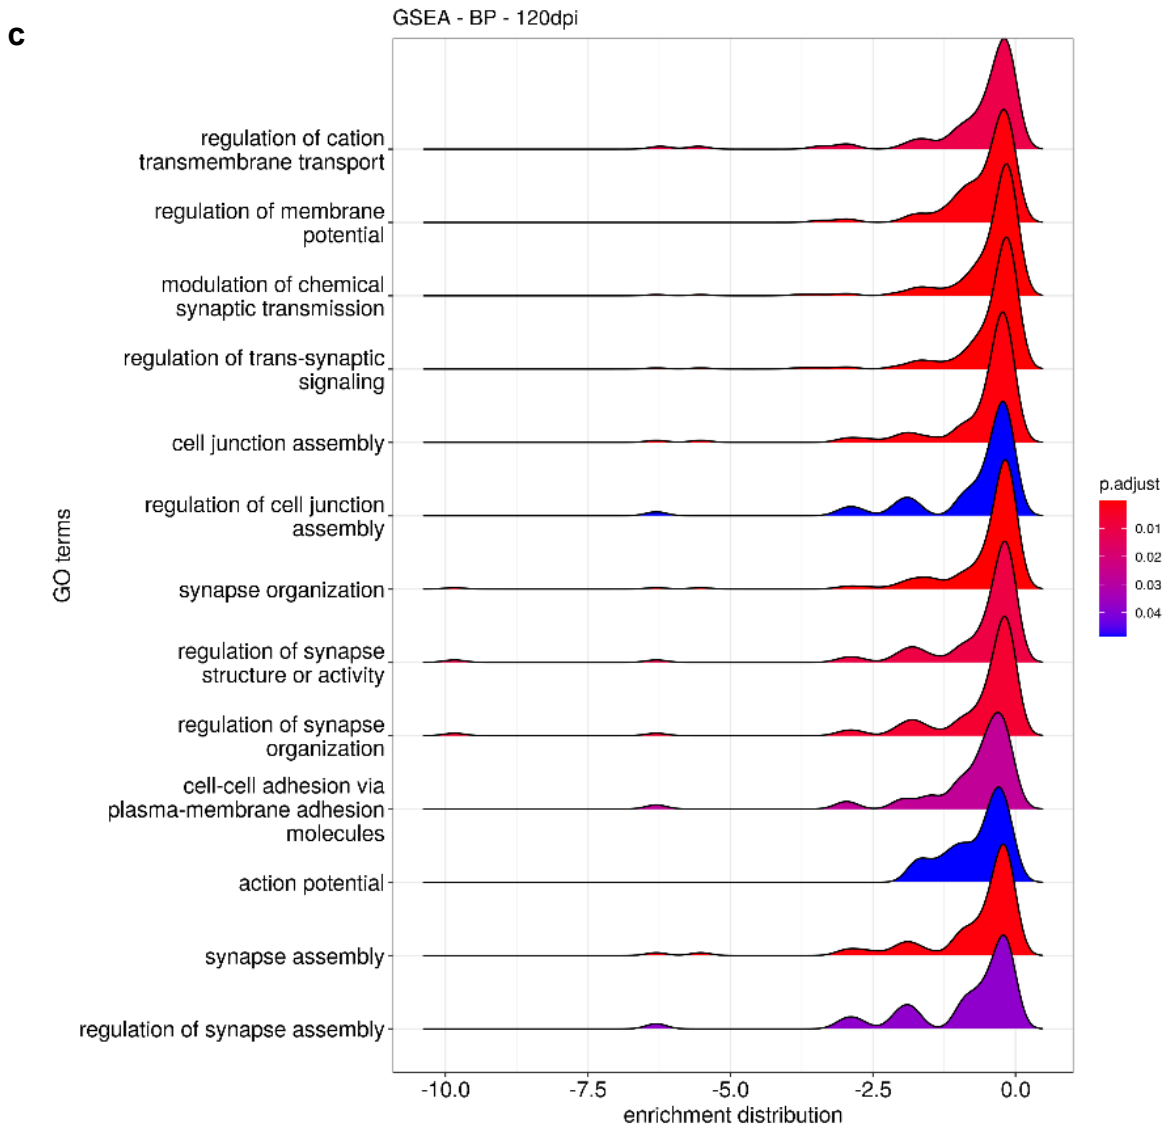 c
GSEA - BP - 120dpi
regulation of cation
transmembrane transport
regulation of membrane
potential
modulation of chemical
synaptic transmission
regulation of trans-synaptic
signaling
cell junction assembly
regulation of cell junction
assembly
synapse organization
regulation of synapse
structure or activity
regulation of synapse
organization
cell-cell adhesion via
plasma-membrane adhesion
molecules
action potential
synapse assembly
regulation of synapse assembly
GO terms
-10.0 -7.5 -5.0 -2.5 0.0
enrichment distribution
p.adjust
0.01
0.02
0.03
0.04